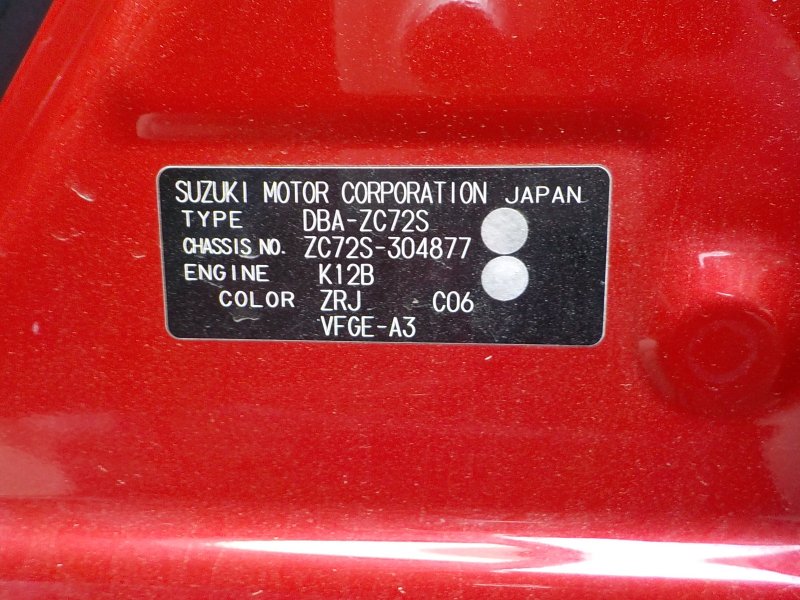 SUZUKI MOTOR CORPORATION JAPAN
TYPE DBA-ZC72S
CHASSIS NO. ZC72S-304877
ENGINE K12B
COLOR ZRJ C06
VFGE-A3